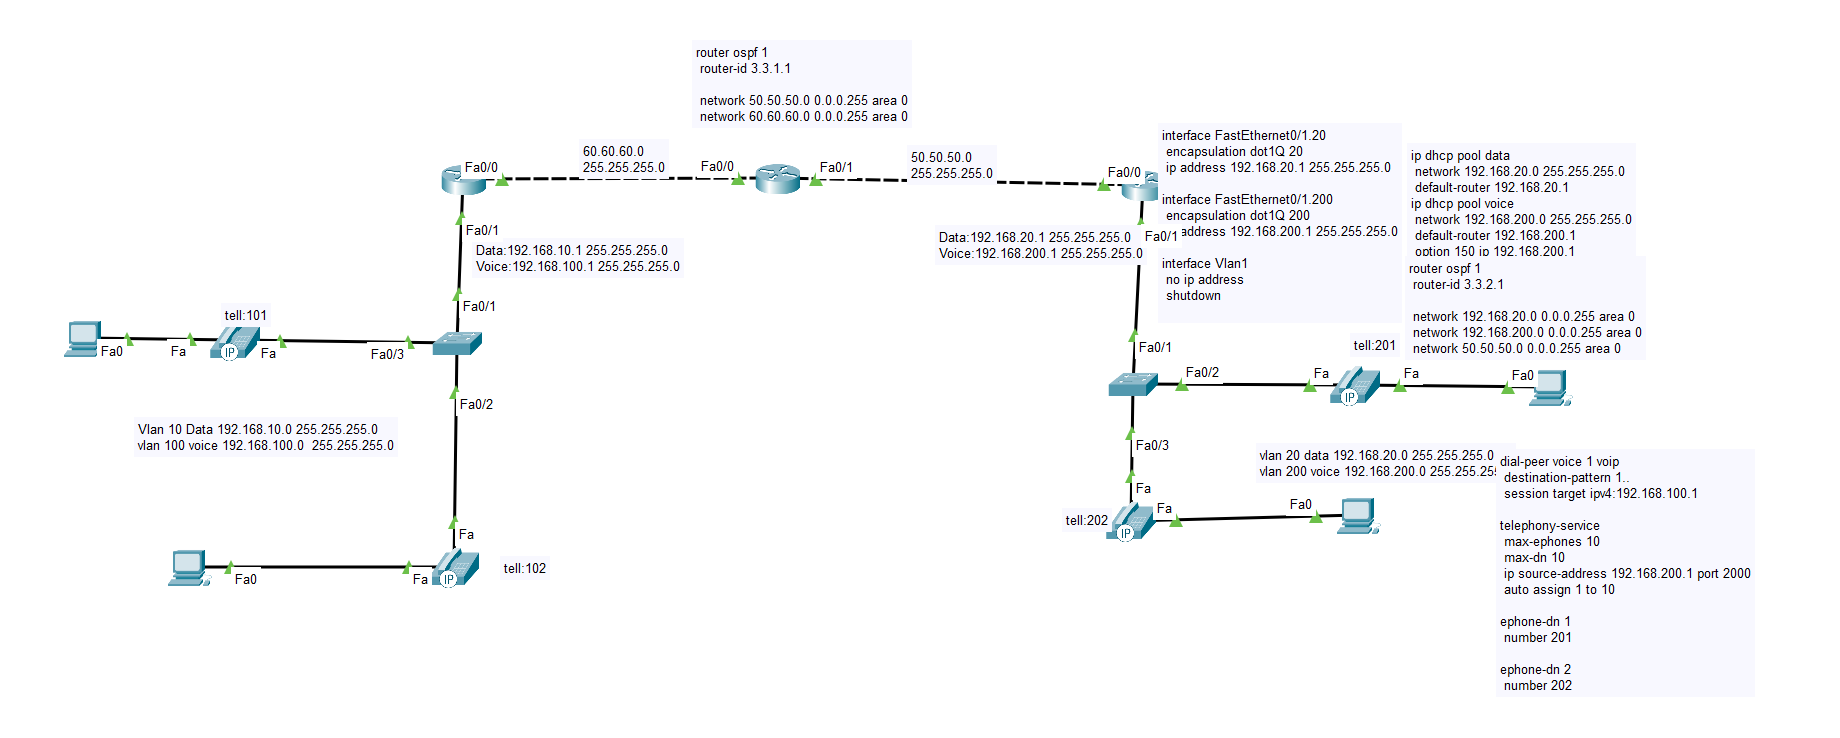 router ospf 1
router-id 3.3.1.1
network 50.50.50.0 0.0.0.255 area 0
network 60.60.60.0 0.0.0.255 area 0
Fa0/0
60.60.60.0
255.255.255.0
Fa0/0
Fa0/1
50.50.50.0
255.255.255.0
Fa0/0
interface FastEthernet0/1.20
encapsulation dot1Q 20
ip address 192.168.20.1 255.255.255.0
interface FastEthernet0/1.200
encapsulation dot1Q 200
address 192.168.200.1 255.255.255.0
interface Vlan1
no ip address
shutdown
ip dhcp pool data
network 192.168.20.0 255.255.255.0
default-router 192.168.20.1
ip dhcp pool voice
network 192.168.200.0 255.255.255.0
default-router 192.168.200.1
option 150 ip 192.168.200.1
router ospf 1
router-id 3.3.2.1
network 192.168.20.0 0.0.0.255 area 0
network 192.168.200.0 0.0.0.255 area 0
network 50.50.50.0 0.0.0.255 area 0
Fa0/1
Data:192.168.10.1 255.255.255.0
Voice:192.168.100.1 255.255.255.0
Data:192.168.20.1 255.255.255.0
Voice:192.168.200.1 255.255.255.0
Fa0/1
Fa0/1
tell:101
Fa0
Fa
IP
Fa
Fa0/3
Fa0/2
Vlan 10 Data 192.168.10.0 255.255.255.0
vlan 100 voice 192.168.100.0 255.255.255.0
Fa
Fa0
Fa
IP
tell:102
Fa0/1
tell:201
Fa0/2
Fa
IP
Fa
Fa0
Fa0/3
Fa
tell:202
IP
Fa
Fa0
vlan 20 data 192.168.20.0 255.255.255.0
vlan 200 voice 192.168.200.0 255.255.255
dial-peer voice 1 voip
destination-pattern 1..
session target ipv4:192.168.100.1
telephony-service
max-ephones 10
max-dn 10
ip source-address 192.168.200.1 port 2000
auto assign 1 to 10
ephone-dn 1
number 201
ephone-dn 2
number 202